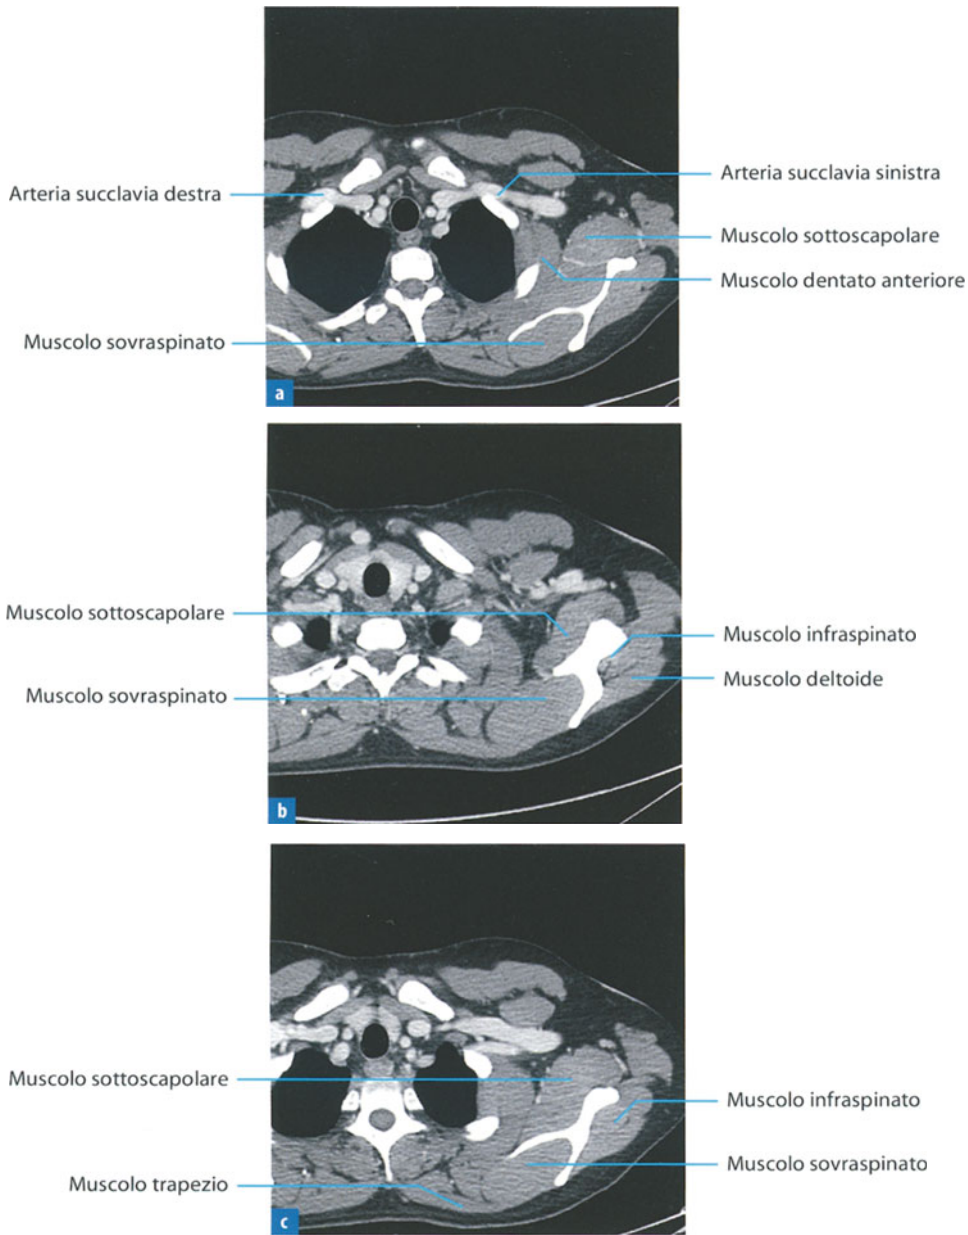 Arteria succlavia destra
Arteria succlavia sinistra
Muscolo sottoscapolare
Muscolo dentato anteriore
Muscolo sovraspinato
a
Muscolo sottoscapolare
Muscolo infraspinato
Muscolo deltoide
Muscolo sovraspinato
b
Muscolo sottoscapolare
Muscolo infraspinato
Muscolo sovraspinato
Muscolo trapezio
c